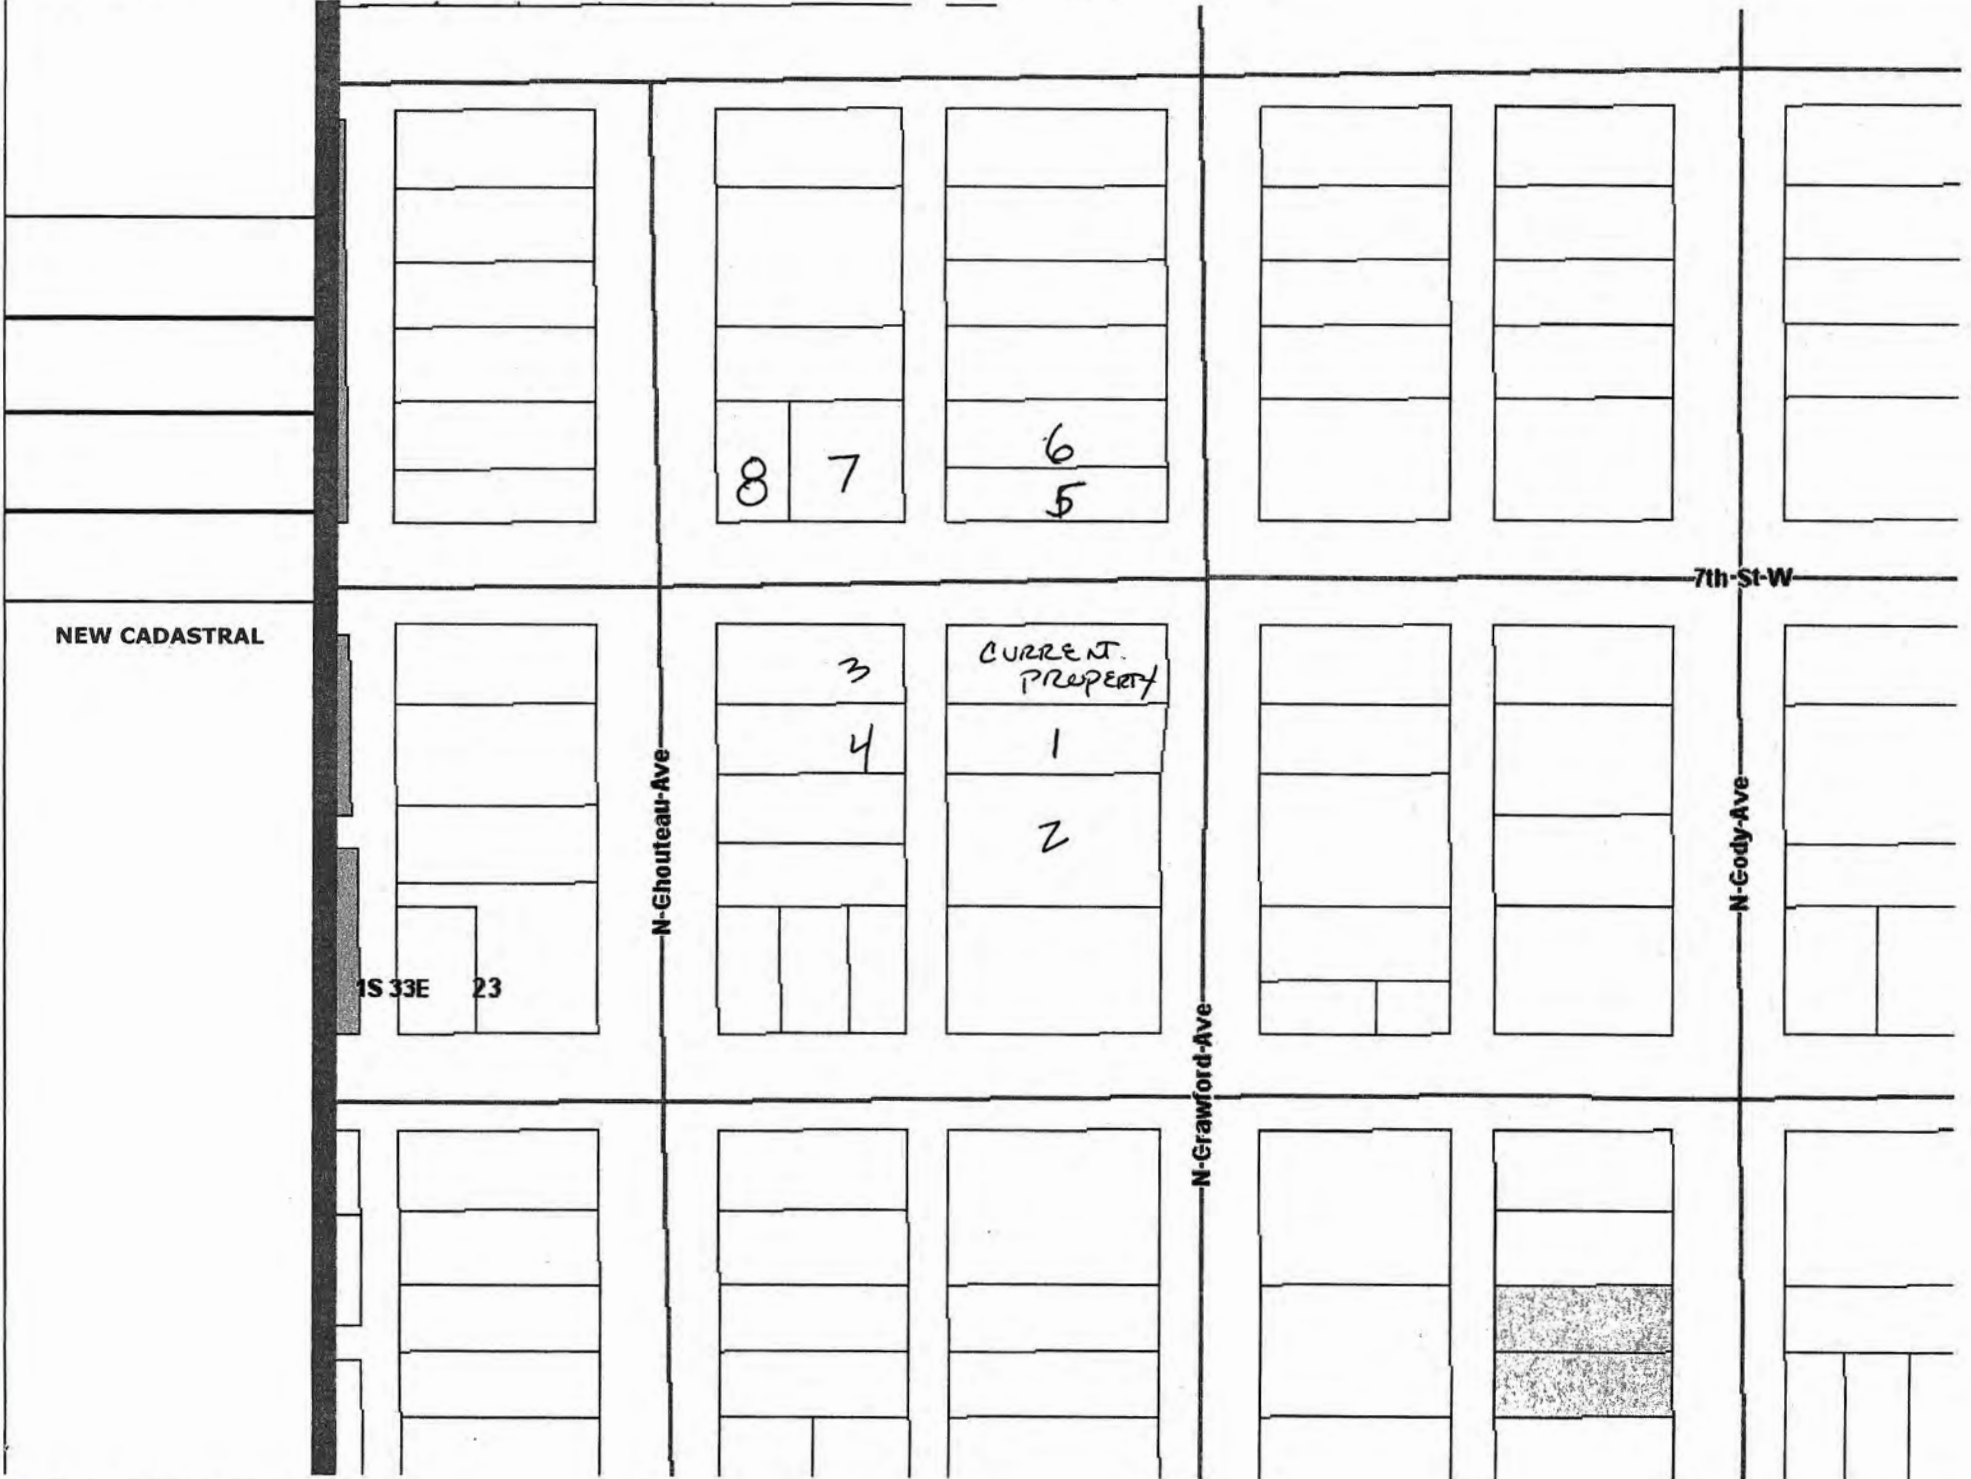 8
7
6
5
7th-St-W
NEW CADASTRAL
3
CURRENT
PROPERTY
4
1
2
N-Chouteau-Ave
N-Cody-Ave
1S 33E 23
N-Crawford-Ave